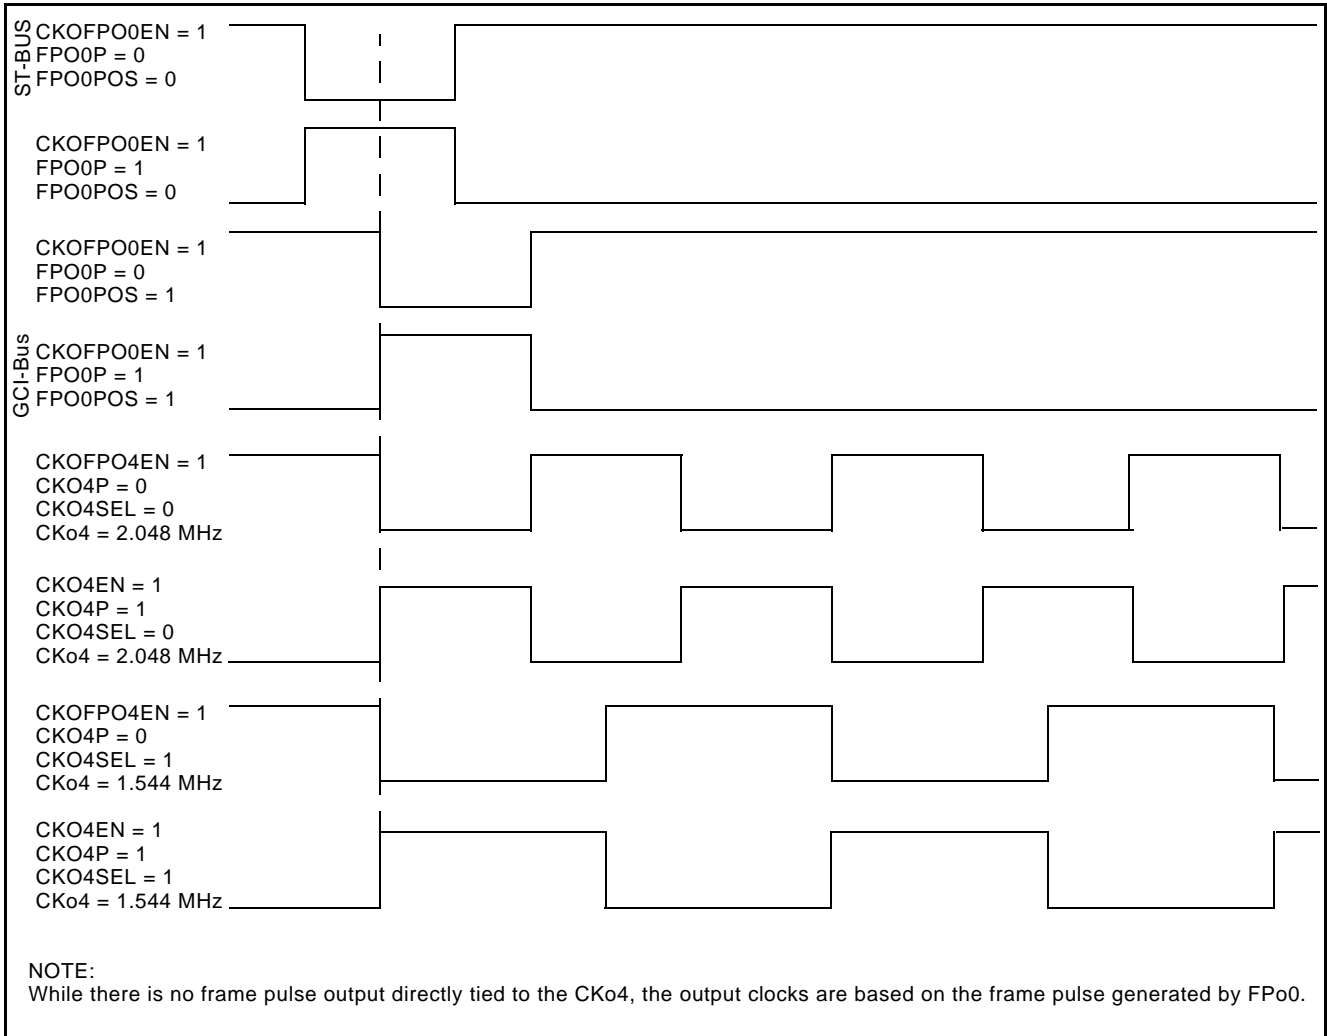 ST-BUS
CKOFPO0EN = 1
FPO0P = 0
FPO0POS = 0
CKOFPO0EN = 1
FPO0P = 1
FPO0POS = 0
CKOFPO0EN = 1
FPO0P = 0
FPO0POS = 1
GCI-Bus
CKOFPO0EN = 1
FPO0P = 1
FPO0POS = 1
CKOFPO4EN = 1
CKO4P = 0
CKO4SEL = 0
CKo4 = 2.048 MHz
CKO4EN = 1
CKO4P = 1
CKO4SEL = 0
CKo4 = 2.048 MHz
CKOFPO4EN = 1
CKO4P = 0
CKO4SEL = 1
CKo4 = 1.544 MHz
CKO4EN = 1
CKO4P = 1
CKO4SEL = 1
CKo4 = 1.544 MHz
NOTE:
While there is no frame pulse output directly tied to the CKo4, the output clocks are based on the frame pulse generated by FPo0.